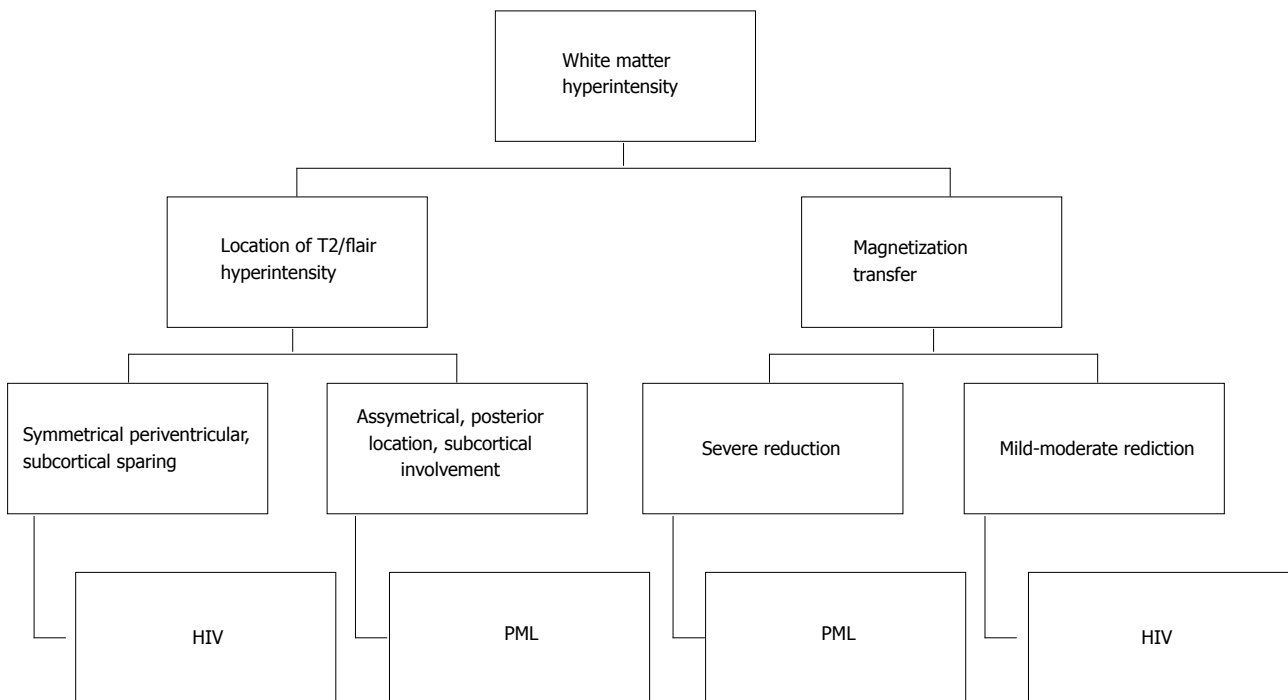 White matter
hyperintensity
Location of T2/flair
hyperintensity
Magnetization
transfer
Symmetrical periventricular,
subcortical sparing
Assymetrical, posterior
location, subcortical
involvement
Severe reduction
Mild-moderate rediction
HIV
PML
PML
HIV